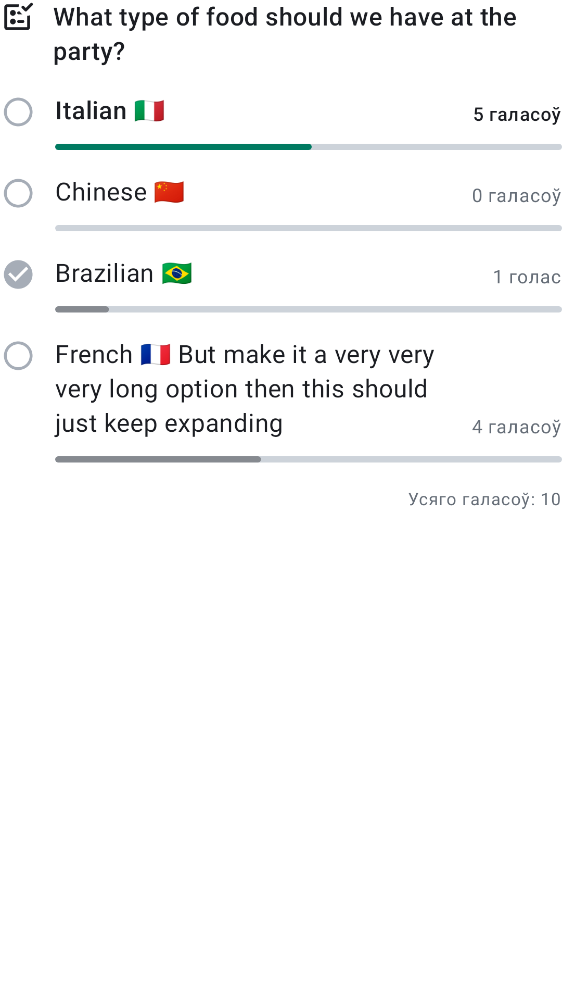 What type of food should we have at the
party?
Italian 🇮🇹
5 галасоў
Chinese 🇨🇳
0 галасоў
Brazilian 🇧🇷
1 голас
French 🇫🇷 But make it a very very
very long option then this should
just keep expanding
4 галасоў
Усяго галасоў: 10